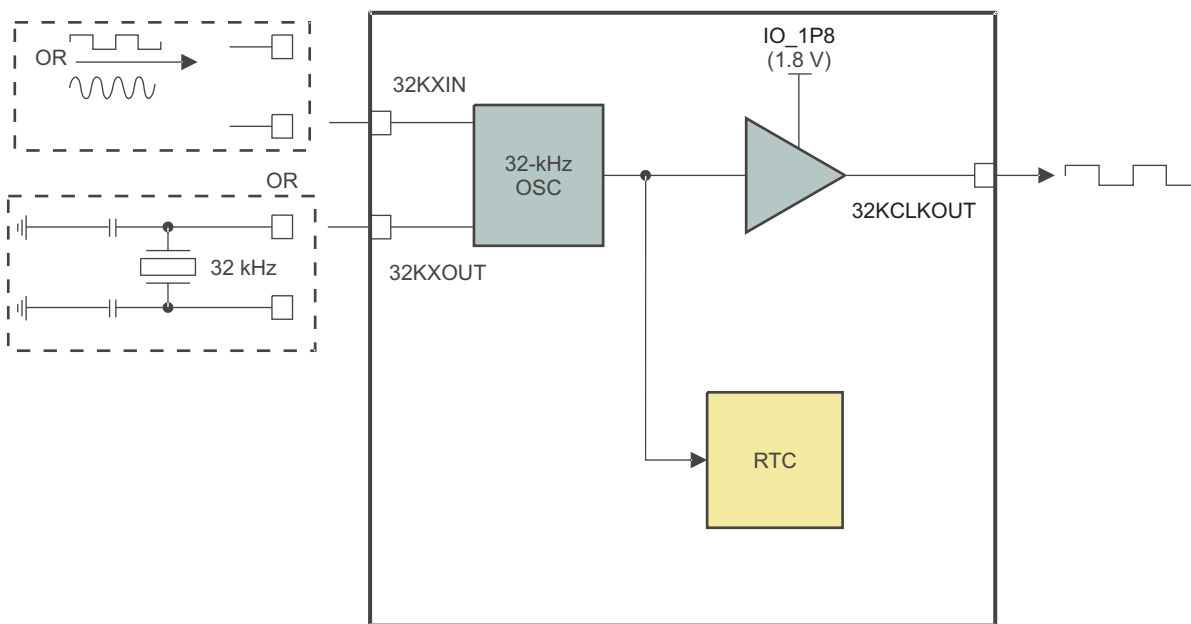 OR
IO_1P8
(1.8 V)
32KXIN
32-kHz
OSC
OR
32KCLKOUT
32 kHz
32KXOUT
RTC